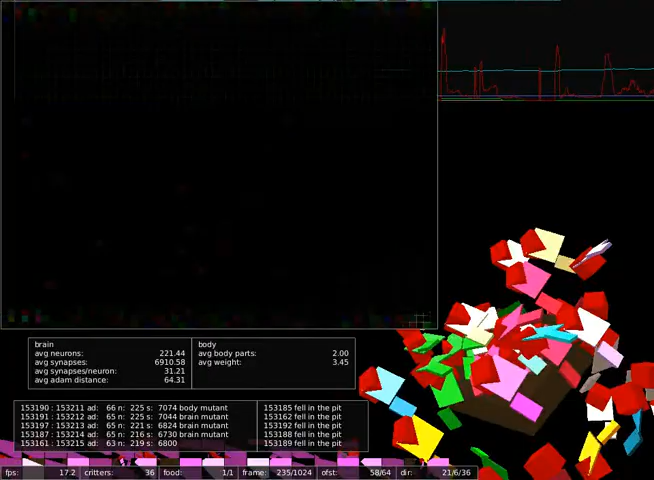 brain
avg neurons: 221.44
avg synapses: 6910.58
avg synapses/neuron: 31.21
avg adam distance: 64.31
body
avg body parts: 2.00
avg weight: 3.45
153190 : 153211 ad: 66 n: 225 s: 7074 body mutant
153191 : 153212 ad: 65 n: 225 s: 7044 brain mutant
153197 : 153213 ad: 65 n: 221 s: 6824 brain mutant
153187 : 153214 ad: 65 n: 216 s: 6730 brain mutant
153161 : 153215 ad: 63 n: 219 s: 6800
153185 fell in the pit
153191 fell in the pit
153192 fell in the pit
153188 fell in the pit
153189 fell in the pit
fps: 17.2 critters: 36 food: 1/1 frame: 235/1024 ofst: 58/64 dir: 21/6/36